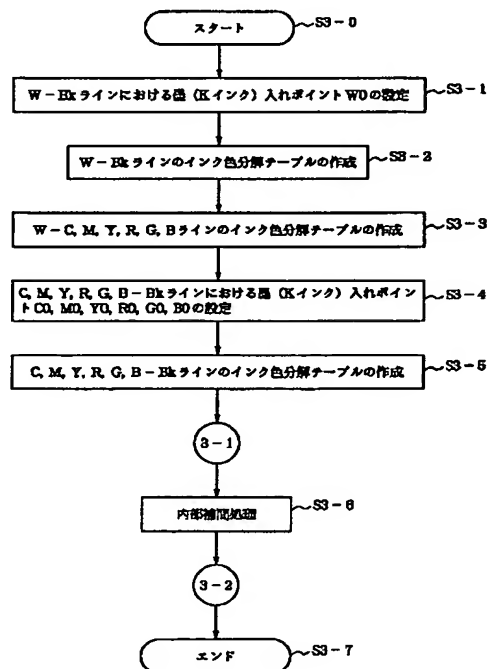 スタート
S3-0
W-Bkラインにおける墨(Kインク)入れポイントW0の設定
S3-1
W-Bkラインのインク色分解テーブルの作成
S3-2
W-C, M, Y, R, G, Bラインのインク色分解テーブルの作成
S3-3
C, M, Y, R, G, B-Bkラインにおける墨(Kインク)入れポイン
トC0, M0, Y0, R0, G0, B0の設定
S3-4
C, M, Y, R, G, B-Bkラインのインク色分解テーブルの作成
S3-5
3-1
内部補間処理
S3-6
3-2
エンド
S3-7